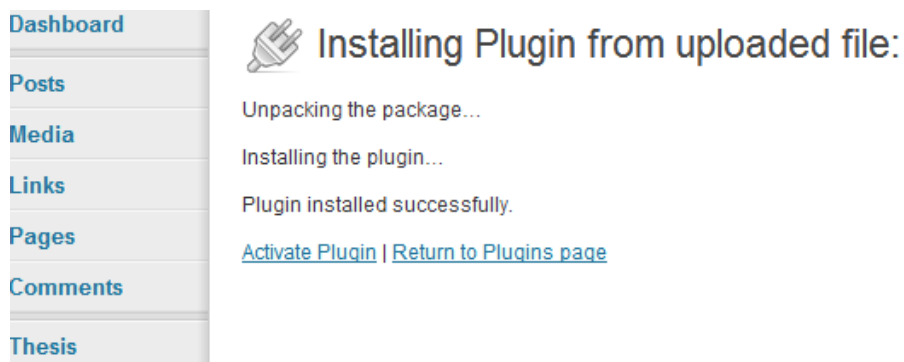 Dashboard
Posts
Media
Links
Pages
Comments
Thesis
Installing Plugin from uploaded file:
Unpacking the package…
Installing the plugin…
Plugin installed successfully.
Activate Plugin | Return to Plugins page